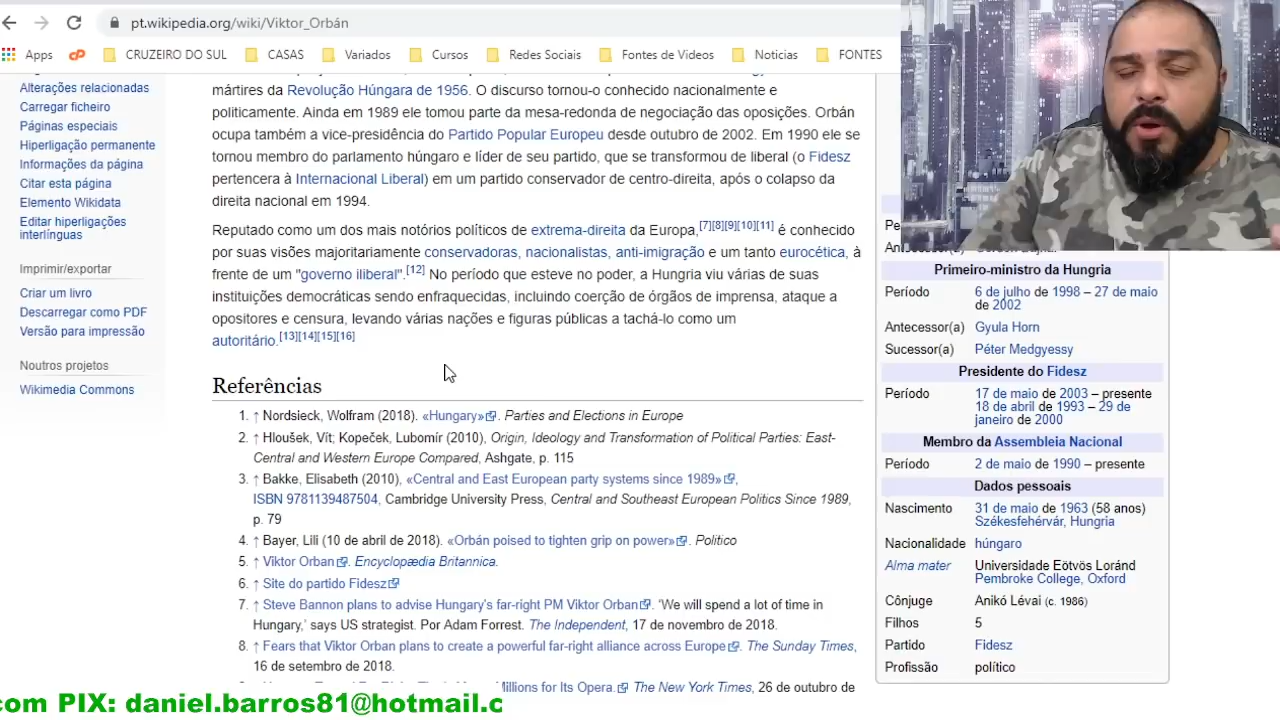 pt.wikipedia.org/wiki/Viktor_Orbán
Apps CRUZEIRO DO SUL CASAS Variados Cursos Redes Sociais Fontes de Vídeos Noticias FONTES
Alterações relacionadas
Carregar ficheiro
Páginas especiais
Hiperligação permanente
Informações da página
Citar esta página
Elemento Wikidata
Editar hiperligações
interlínguas
Imprimir/exportar
Criar um livro
Descarregar como PDF
Versão para impressão
Noutros projetos
Wikimedia Commons
mártires da Revolução Húngara de 1956. O discurso tornou-o conhecido nacionalmente e
politicamente. Ainda em 1989 ele tomou parte da mesa-redonda de negociação das oposições. Orbán
ocupa também a vice-presidência do Partido Popular Europeu desde outubro de 2002. Em 1990 ele se
tornou membro do parlamento húngaro e líder de seu partido, que se transformou de liberal (o Fidesz
pertencera à Internacional Liberal) em um partido conservador de centro-direita, após o colapso da
direita nacional em 1994.
Reputado como um dos mais notórios políticos de extrema-direita da Europa,[7][8][9][10][11] é conhecido
por suas visões majoritariamente conservadoras, nacionalistas, anti-imigração e um tanto eurocética, à
frente de um "governo iliberal".[12] No período que esteve no poder, a Hungria viu várias de suas
instituições democráticas sendo enfraquecidas, incluindo coerção de órgãos de imprensa, ataque a
opositores e censura, levando várias nações e figuras públicas a tachá-lo como um
autoritário.[13][14][15][16]
Referências
1. ↑ Nordsieck, Wolfram (2018). «Hungary». Parties and Elections in Europe
2. ↑ Hloušek, Vít; Kopeček, Lubomír (2010), Origin, Ideology and Transformation of Political Parties: East-
Central and Western Europe Compared, Ashgate, p. 115
3. ↑ Bakke, Elisabeth (2010), «Central and East European party systems since 1989»,
ISBN 9781139487504, Cambridge University Press, Central and Southeast European Politics Since 1989,
p. 79
4. ↑ Bayer, Lili (10 de abril de 2018). «Orbán poised to tighten grip on power». Politico
5. ↑ Viktor Orban. Encyclopædia Britannica.
6. ↑ Site do partido Fidesz
7. ↑ Steve Bannon plans to advise Hungary's far-right PM Viktor Orban. 'We will spend a lot of time in
Hungary,' says US strategist. Por Adam Forrest. The Independent, 17 de novembro de 2018.
8. ↑ Fears that Viktor Orban plans to create a powerful far-right alliance across Europe. The Sunday Times,
16 de setembro de 2018.
Millions for Its Opera. The New York Times, 26 de outubro de
Primeiro-ministro da Hungria
Período 6 de julho de 1998 – 27 de maio
de 2002
Antecessor(a) Gyula Horn
Sucessor(a) Péter Medgyessy
Presidente do Fidesz
Período 17 de maio de 2003 – presente
18 de abril de 1993 – 29 de
janeiro de 2000
Membro da Assembleia Nacional
Período 2 de maio de 1990 – presente
Dados pessoais
Nascimento 31 de maio de 1963 (58 anos)
Székesfehérvár, Hungria
Nacionalidade húngaro
Alma mater Universidade Eötvös Loránd
Pembroke College, Oxford
Cônjuge Anikó Lévai (c. 1986)
Filhos 5
Partido Fidesz
Profissão político
com PIX: daniel.barros81@hotmail.c